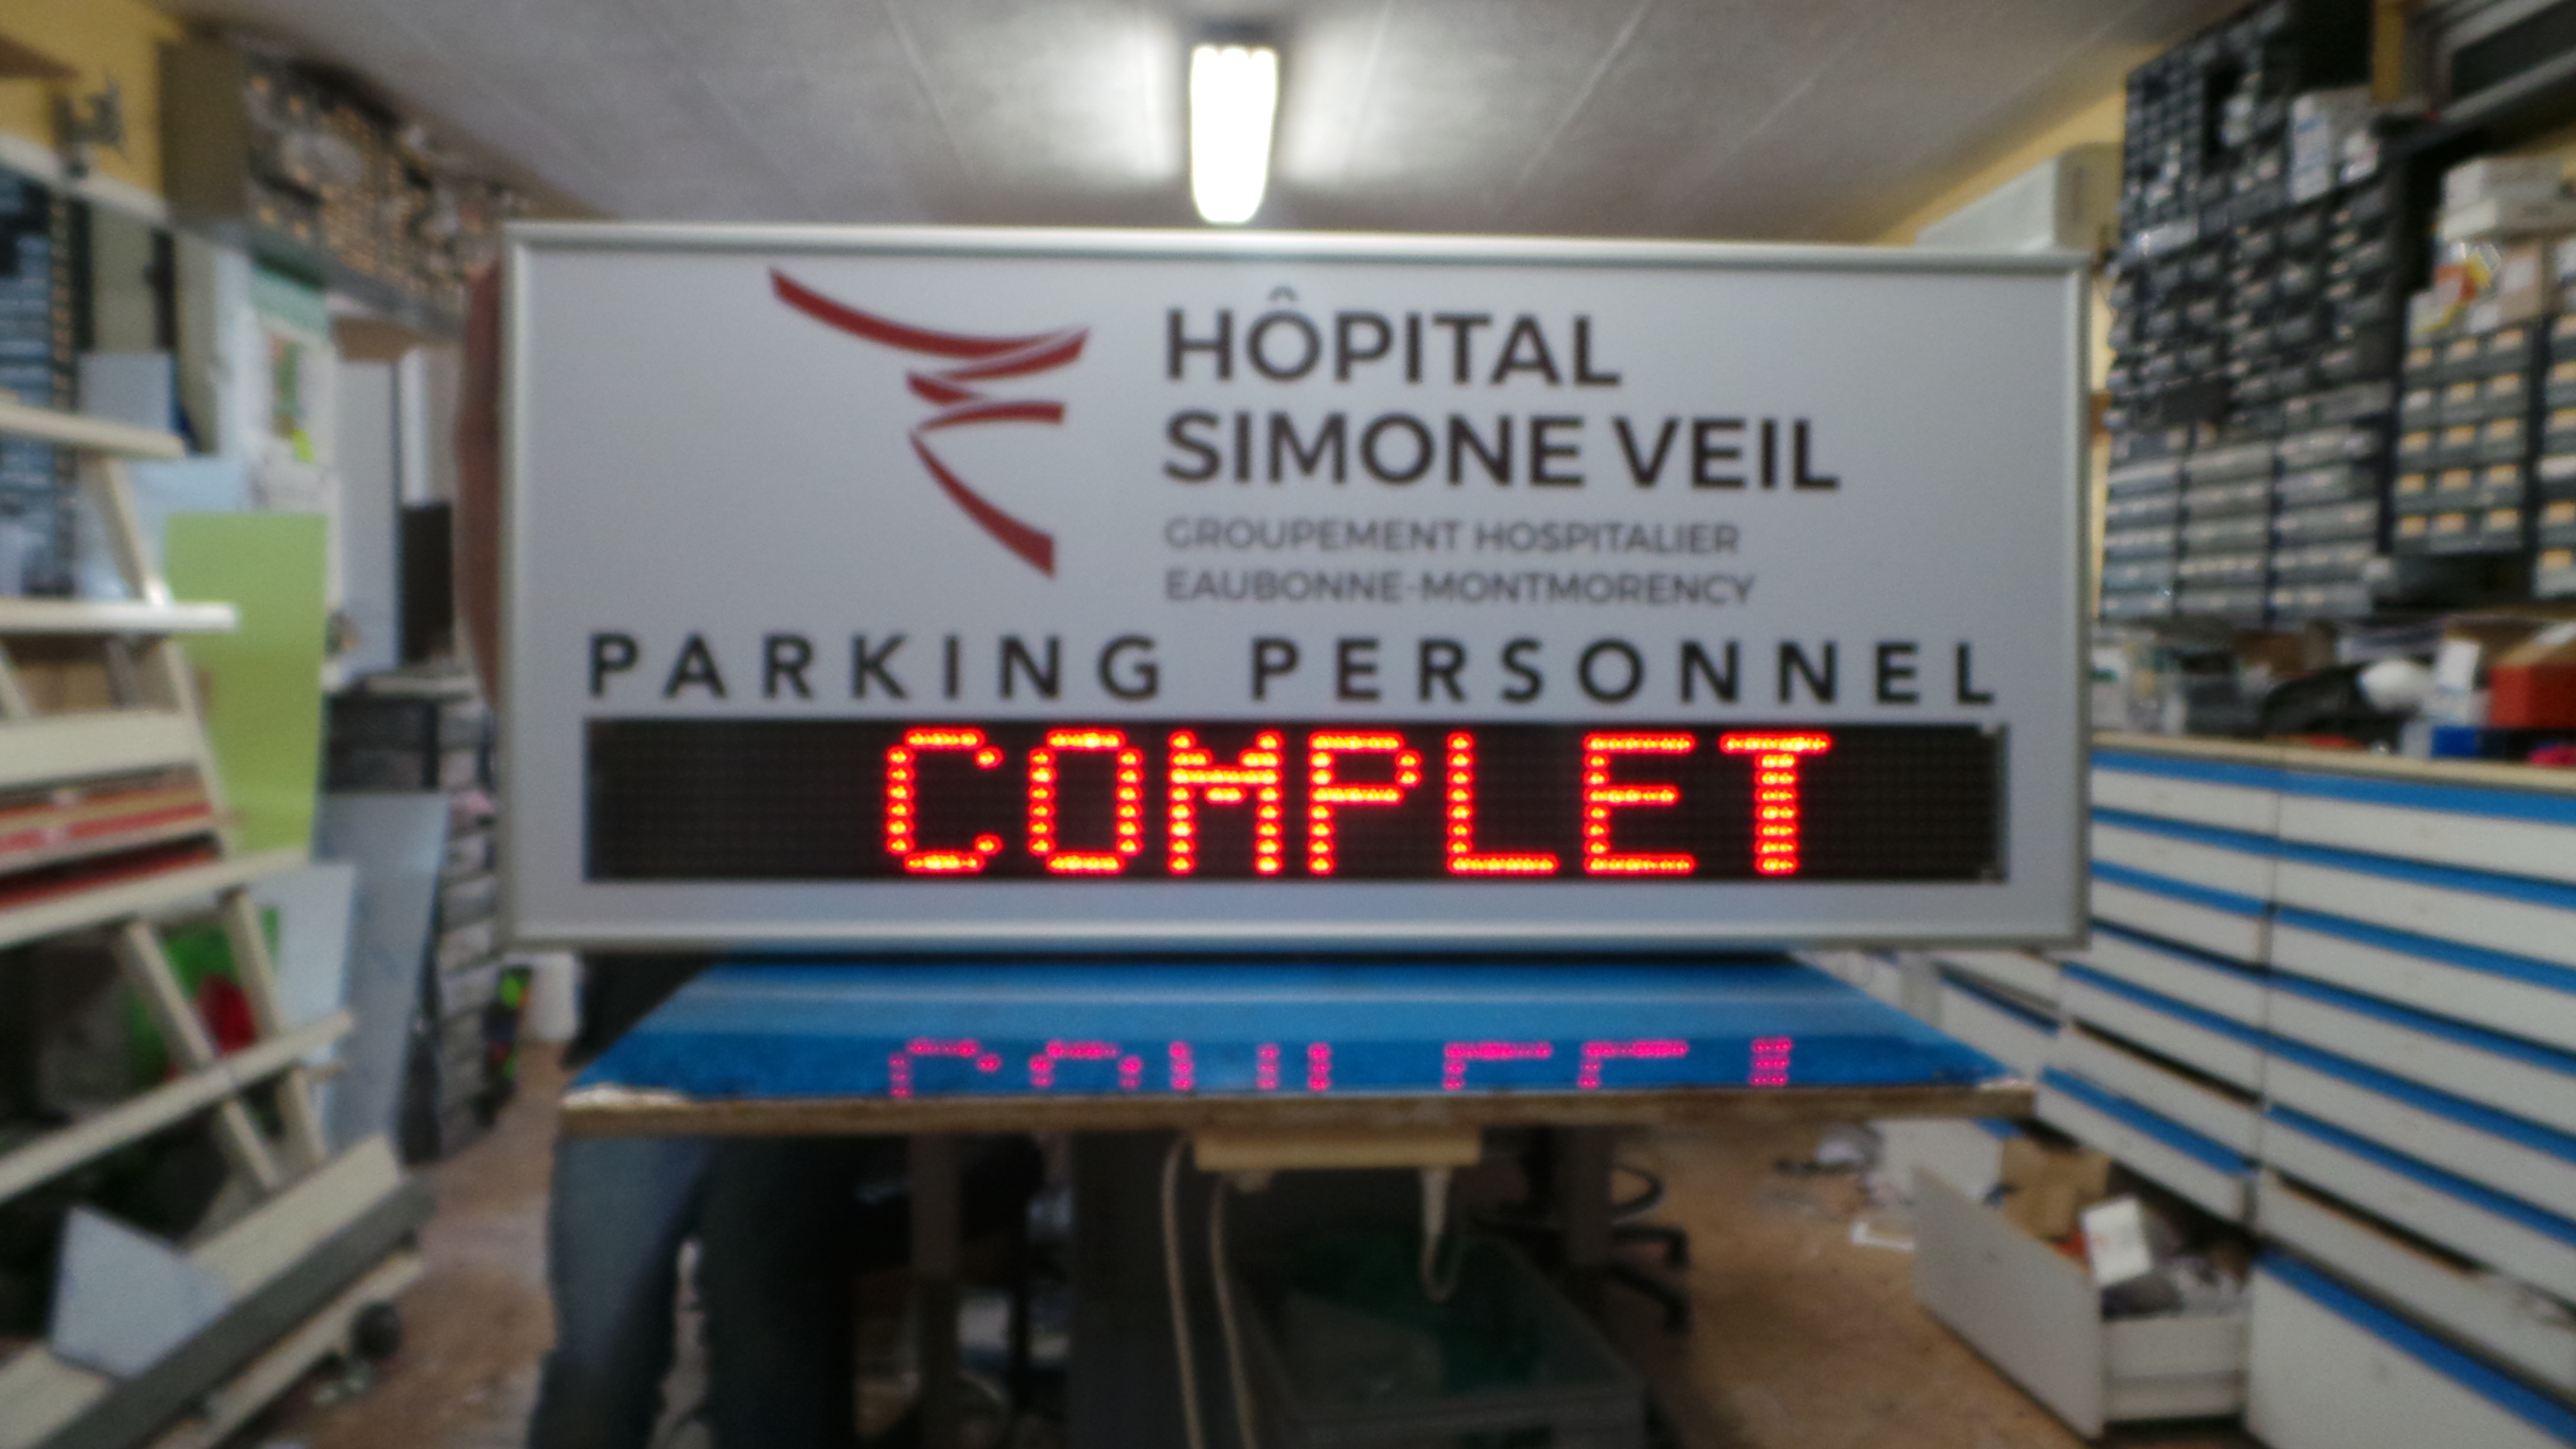 HÔPITAL
SIMONE VEIL
GROUPEMENT HOSPITALIER
EAUBONNE-MONTMORENCY
PARKING PERSONNEL
COMPLET